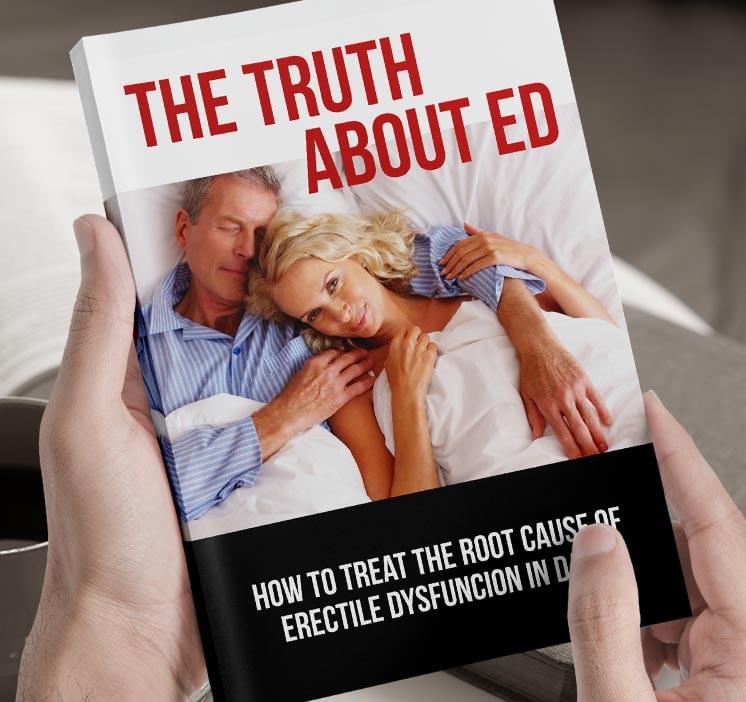 THE TRUTH
ABOUT ED
HOW TO TREAT THE ROOT CAUSE OF
ERECTILE DYSFUNCION IN